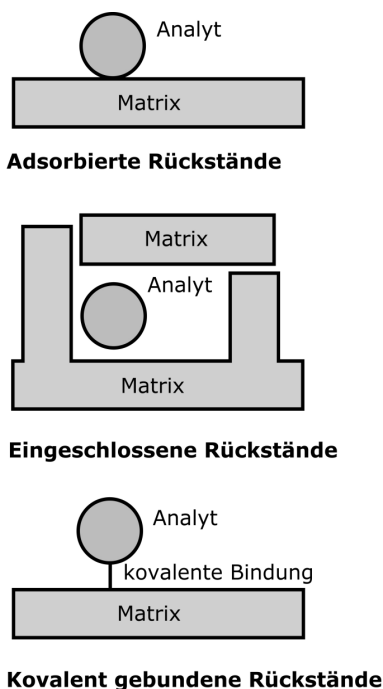 Analyt
Matrix
Adsorbierte Rückstände
Matrix
Analyt
Matrix
Eingeschlossene Rückstände
Analyt
kovalente Bindung
Matrix
Kovalent gebundene Rückstände